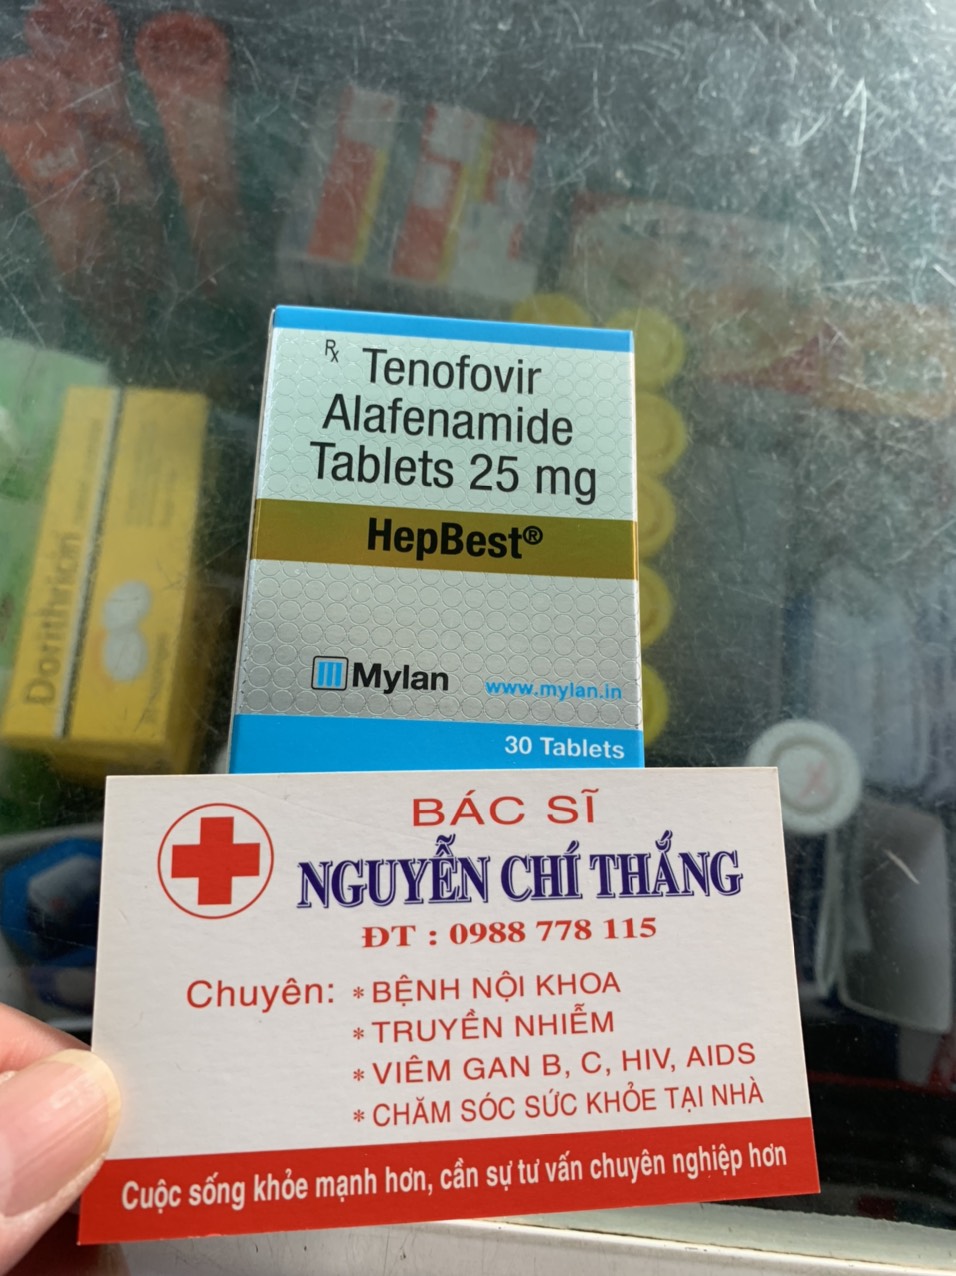 Rx Tenofovir
Alafenamide
Tablets 25 mg
HepBest®
Mylan
www.mylan.in
30 Tablets
Dorithricin
BÁC SĨ
NGUYỄN CHÍ THẮNG
ĐT : 0988 778 115
Chuyên: * BỆNH NỘI KHOA
* TRUYỀN NHIỄM
* VIÊM GAN B, C, HIV, AIDS
* CHĂM SÓC SỨC KHỎE TẠI NHÀ
Cuộc sống khỏe mạnh hơn, cần sự tư vấn chuyên nghiệp hơn